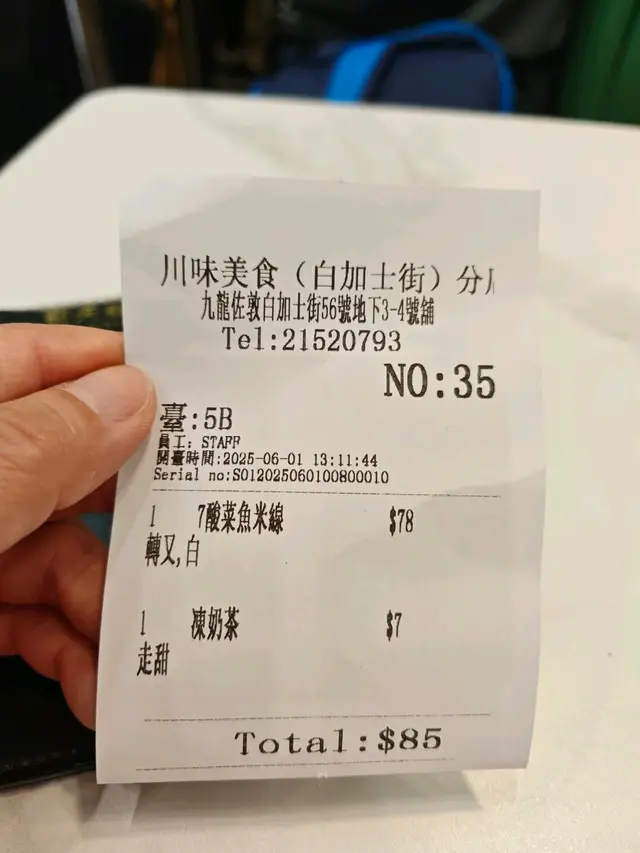 川味美食（白加士街）分
九龍佐敦白加士街56號地下3-4號舖
Tel:21520793
NO:35
臺:5B
員工: STAFF
開臺時間:2025-06-01 13:11:44
Serial no:S012025060100800010
1 7酸菜魚米線 $78
轉又,白
1 凍奶茶 $7
走甜
Total:$85